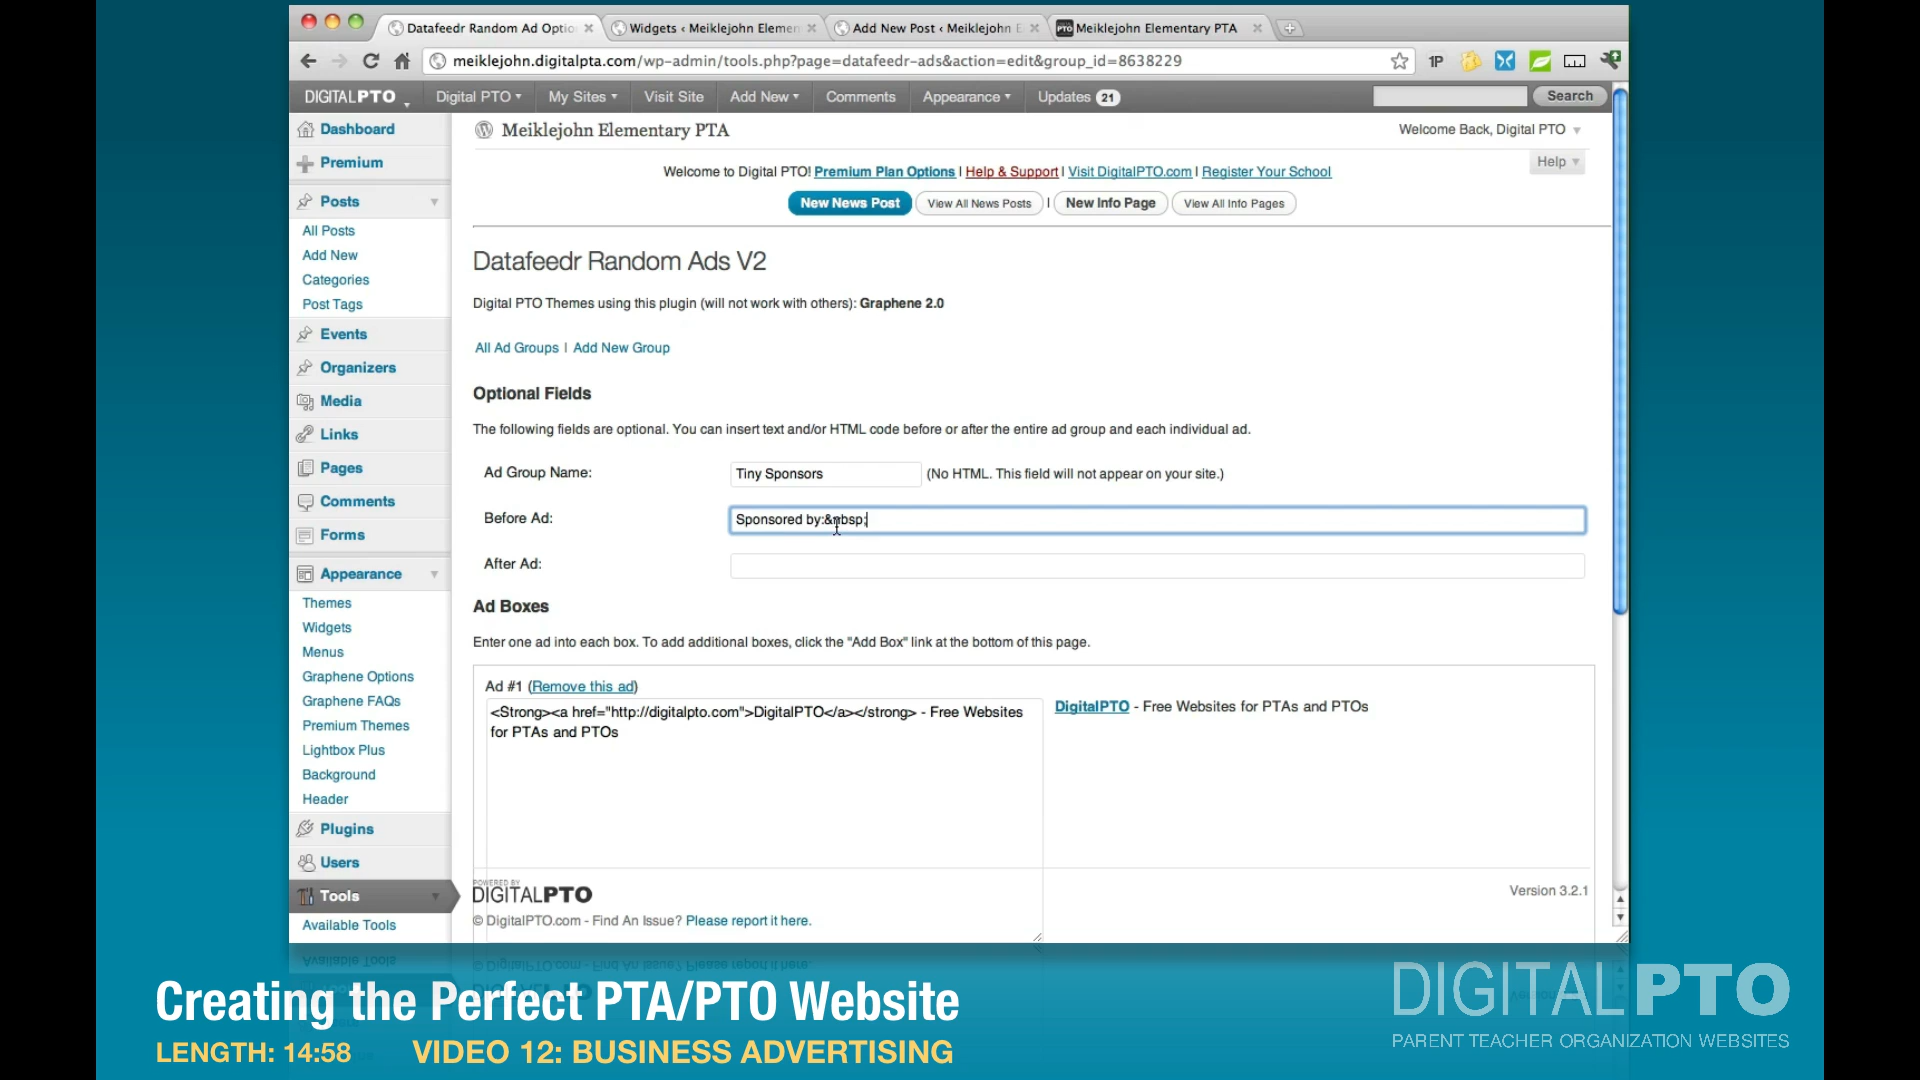 Datafeedr Random Ad Optio
Widgets ‹ Meiklejohn Elemen
Add New Post ‹ Meiklejohn E
PTO Meiklejohn Elementary PTA
meiklejohn.digitalpta.com/wp-admin/tools.php?page=datafeedr-ads&action=edit&group_id=8638229
1P
DIGITALPTO
Digital PTO
My Sites
Visit Site
Add New
Comments
Appearance
Updates 21
Search
Dashboard
Premium
Posts
All Posts
Add New
Categories
Post Tags
Events
Organizers
Media
Links
Pages
Comments
Forms
Appearance
Themes
Widgets
Menus
Graphene Options
Graphene FAQs
Premium Themes
Lightbox Plus
Background
Header
Plugins
Users
Tools
Available Tools
Meiklejohn Elementary PTA
Welcome Back, Digital PTO
Help
Welcome to Digital PTO! Premium Plan Options | Help & Support | Visit DigitalPTO.com | Register Your School
New News Post View All News Posts | New Info Page View All Info Pages
Datafeedr Random Ads V2
Digital PTO Themes using this plugin (will not work with others): Graphene 2.0
All Ad Groups | Add New Group
Optional Fields
The following fields are optional. You can insert text and/or HTML code before or after the entire ad group and each individual ad.
Ad Group Name: Tiny Sponsors (No HTML. This field will not appear on your site.)
Before Ad: Sponsored by:&nbsp;
After Ad:
Ad Boxes
Enter one ad into each box. To add additional boxes, click the "Add Box" link at the bottom of this page.
Ad #1 (Remove this ad)
<Strong><a href="http://digitalpto.com">DigitalPTO</a></strong> - Free Websites
for PTAs and PTOs
DigitalPTO - Free Websites for PTAs and PTOs
POWERED BY
DIGITALPTO
Version 3.2.1
© DigitalPTO.com - Find An Issue? Please report it here.
Creating the Perfect PTA/PTO Website
LENGTH: 14:58 VIDEO 12: BUSINESS ADVERTISING
DIGITALPTO
PARENT TEACHER ORGANIZATION WEBSITES